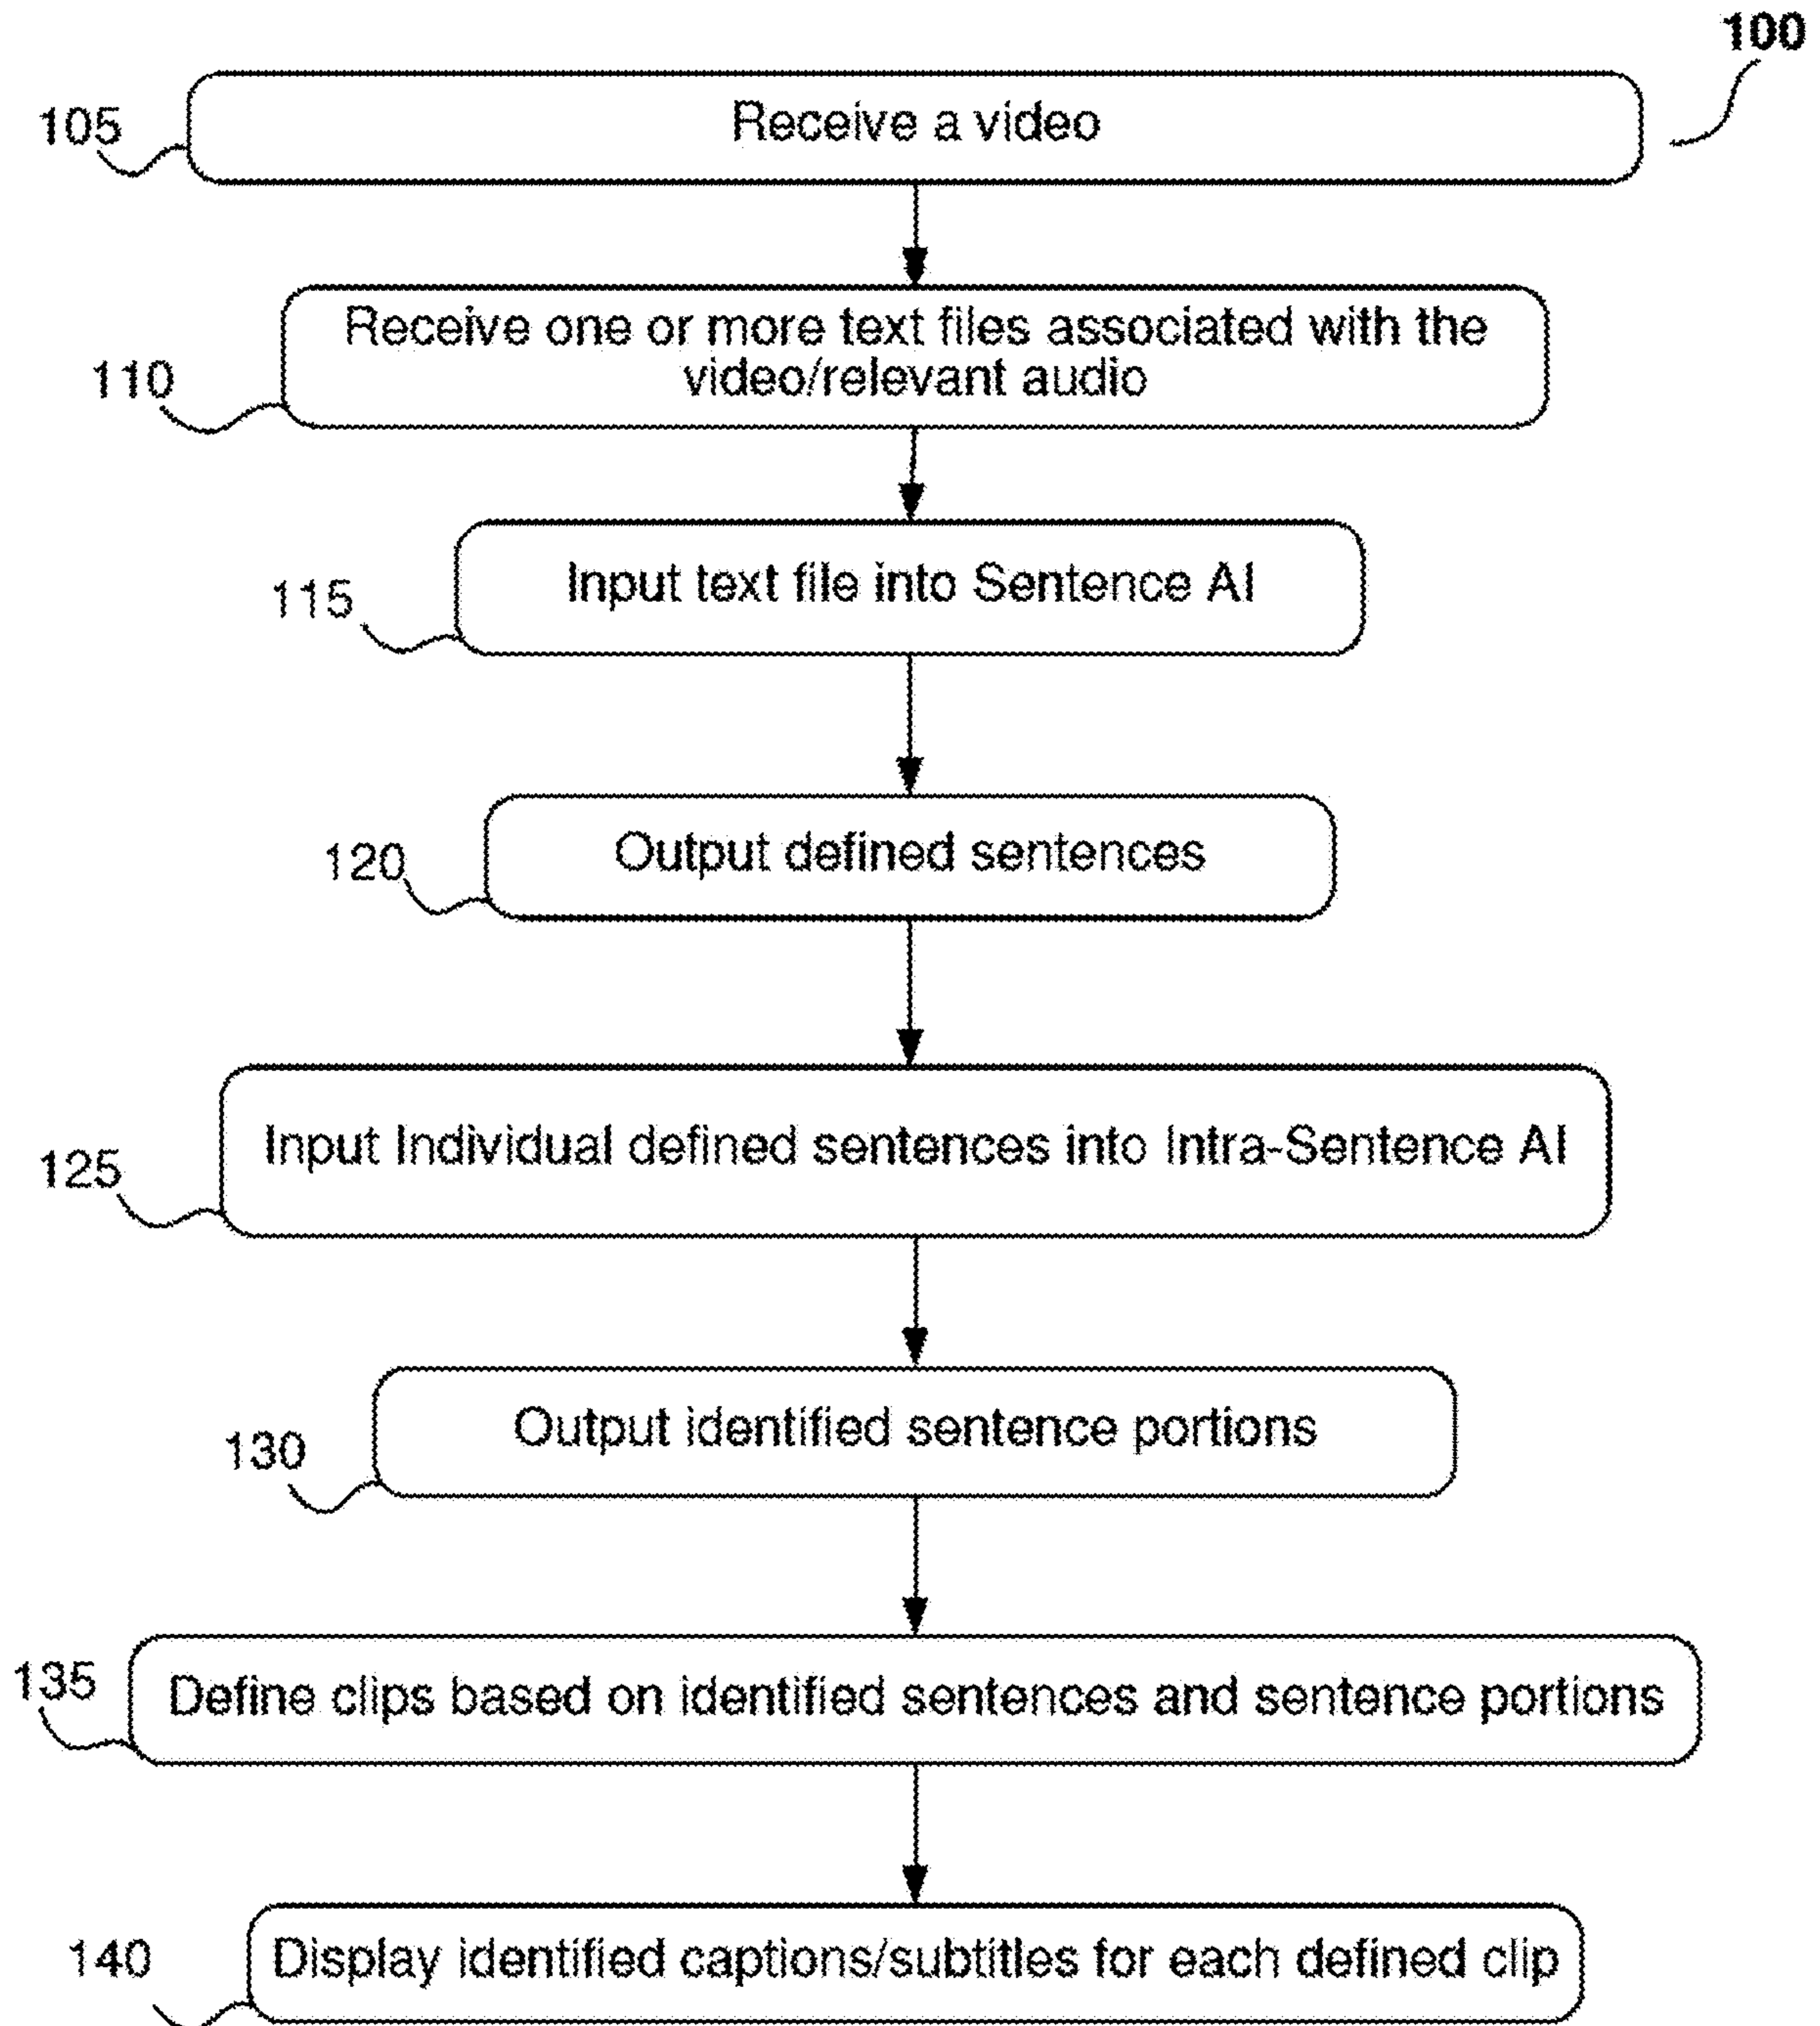 100
105
Receive a video
110
Receive one or more text files associated with the
video/relevant audio
115
Input text file into Sentence AI
120
Output defined sentences
125
Input Individual defined sentences into Intra-Sentence AI
130
Output identified sentence portions
135
Define clips based on identified sentences and sentence portions
140
Display identified captions/subtitles for each defined clip